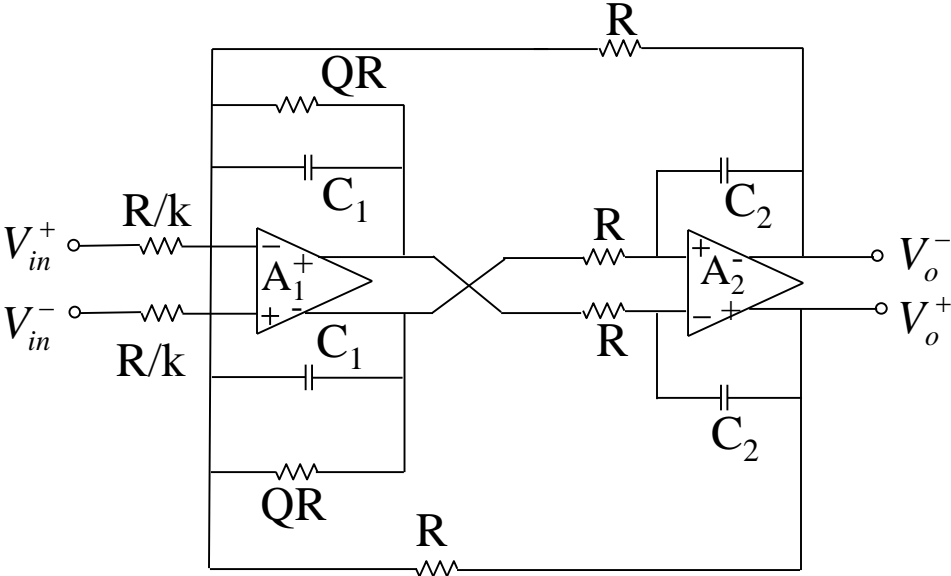 R
QR
C₁
C₂
R/k
R
V_in^+
− + A₁
+ A₂ -
V_o^−
V_in^−
+ -
− +
V_o^+
R
R/k
C₁
C₂
QR
R